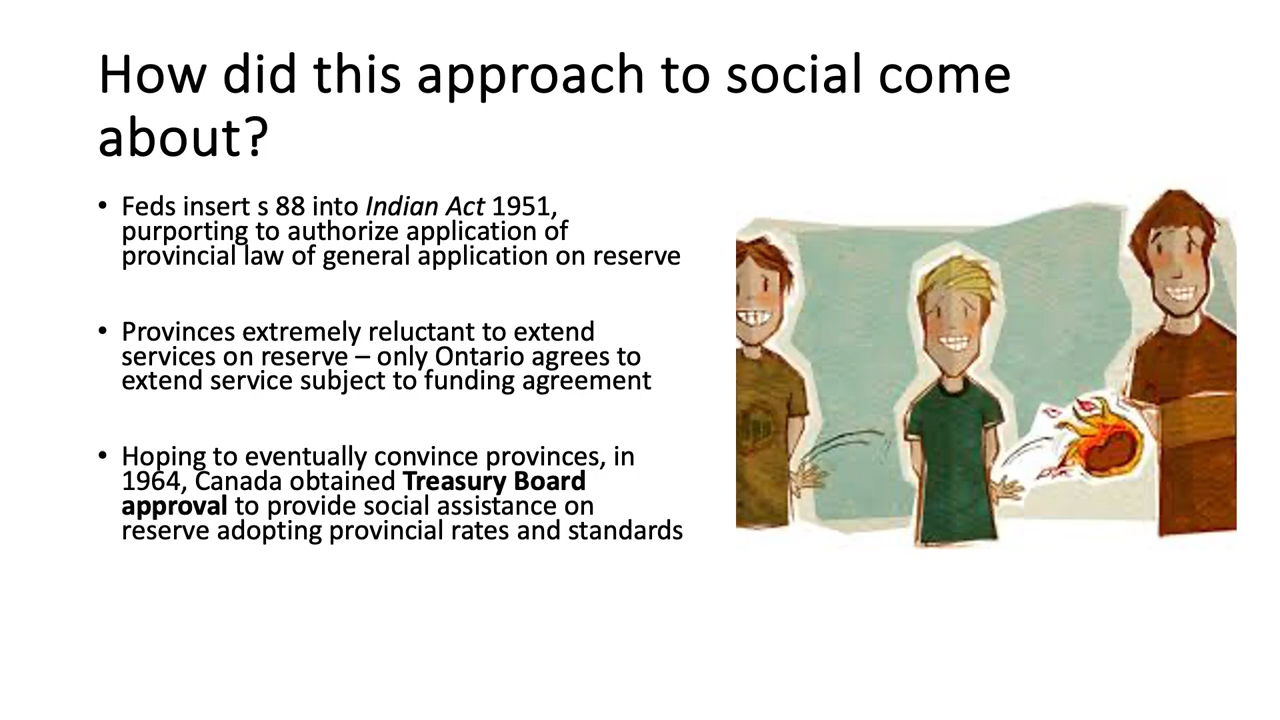 How did this approach to social come
about?
• Feds insert s 88 into Indian Act 1951,
purporting to authorize application of
provincial law of general application on reserve
• Provinces extremely reluctant to extend
services on reserve – only Ontario agrees to
extend service subject to funding agreement
• Hoping to eventually convince provinces, in
1964, Canada obtained Treasury Board
approval to provide social assistance on
reserve adopting provincial rates and standards